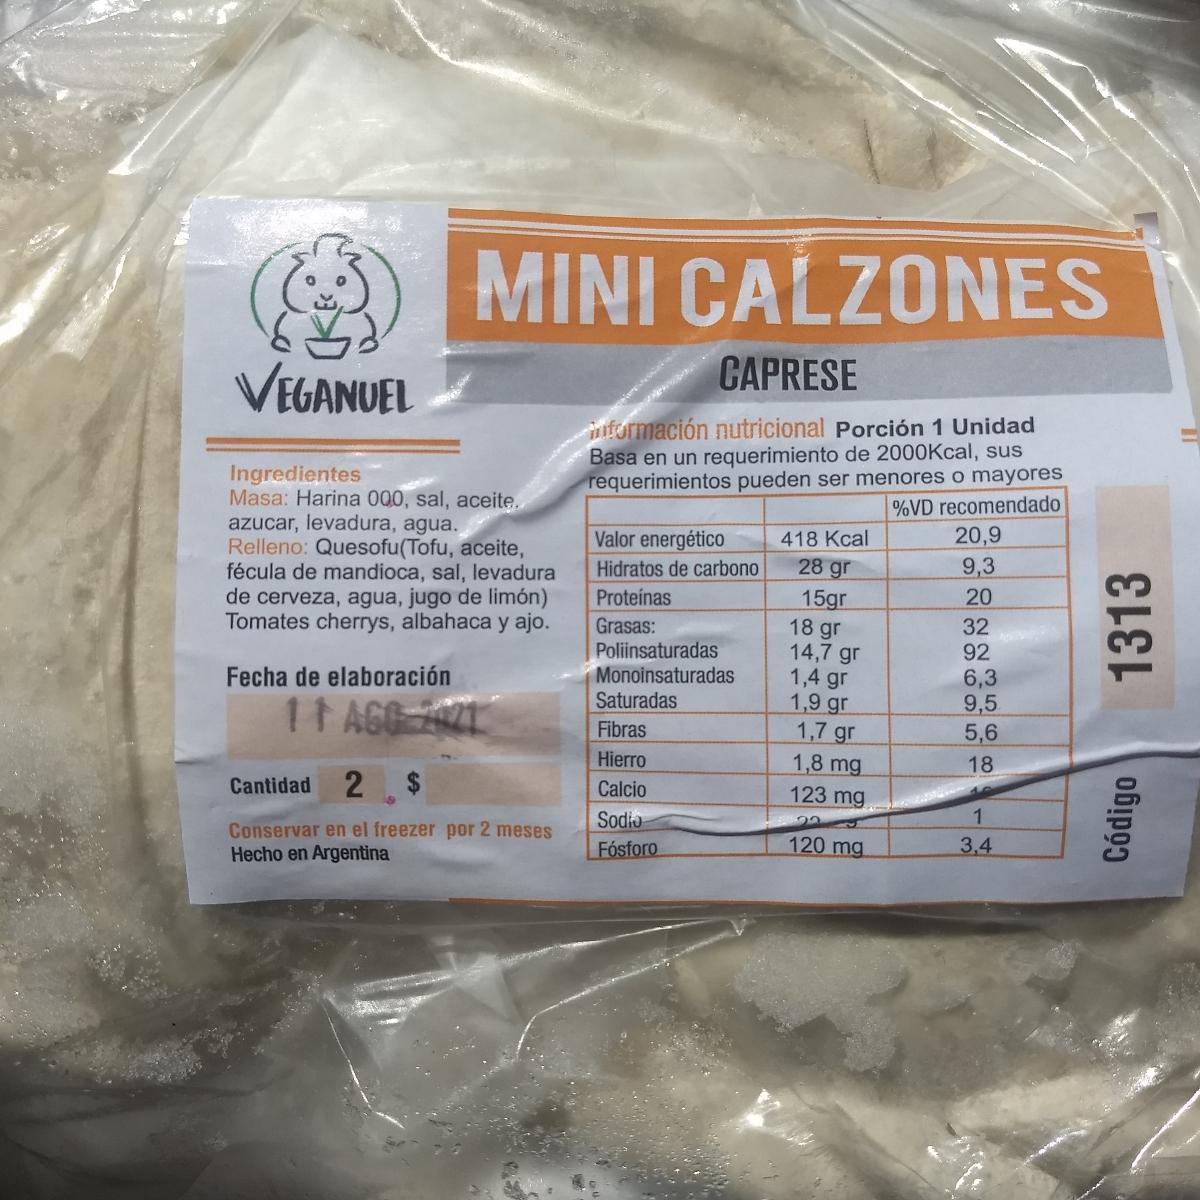 VEGANUEL
MINI CALZONES
CAPRESE
Ingredientes
Masa: Harina 000, sal, aceite,
azucar, levadura, agua.
Relleno: Quesofu(Tofu, aceite,
fécula de mandioca, sal, levadura
de cerveza, agua, jugo de limón)
Tomates cherrys, albahaca y ajo.
Fecha de elaboración
11 AGO 2021
Cantidad 2 $
Conservar en el freezer por 2 meses
Hecho en Argentina
Información nutricional Porción 1 Unidad
Basa en un requerimiento de 2000Kcal, sus
requerimientos pueden ser menores o mayores
%VD recomendado
Valor energético 418 Kcal 20,9
Hidratos de carbono 28 gr 9,3
Proteínas 15gr 20
Grasas: 18 gr 32
Poliinsaturadas 14,7 gr 92
Monoinsaturadas 1,4 gr 6,3
Saturadas 1,9 gr 9,5
Fibras 1,7 gr 5,6
Hierro 1,8 mg 18
Calcio 123 mg
Sodio 1
Fósforo 120 mg 3,4
Código 1313